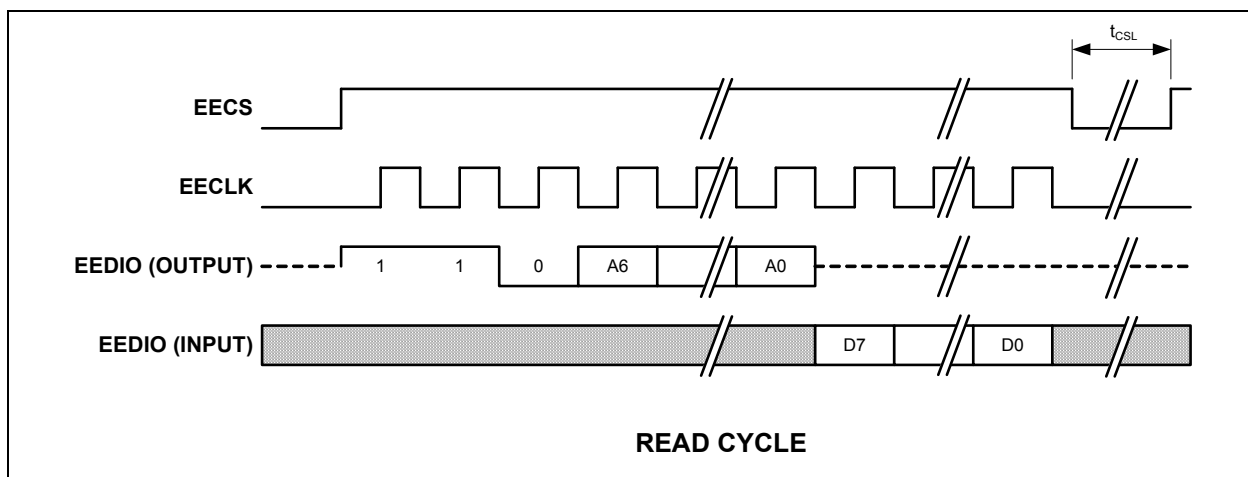 tCSL
EECS
EECLK
EEDIO (OUTPUT) 1 1 0 A6 A0
EEDIO (INPUT) D7 D0
READ CYCLE